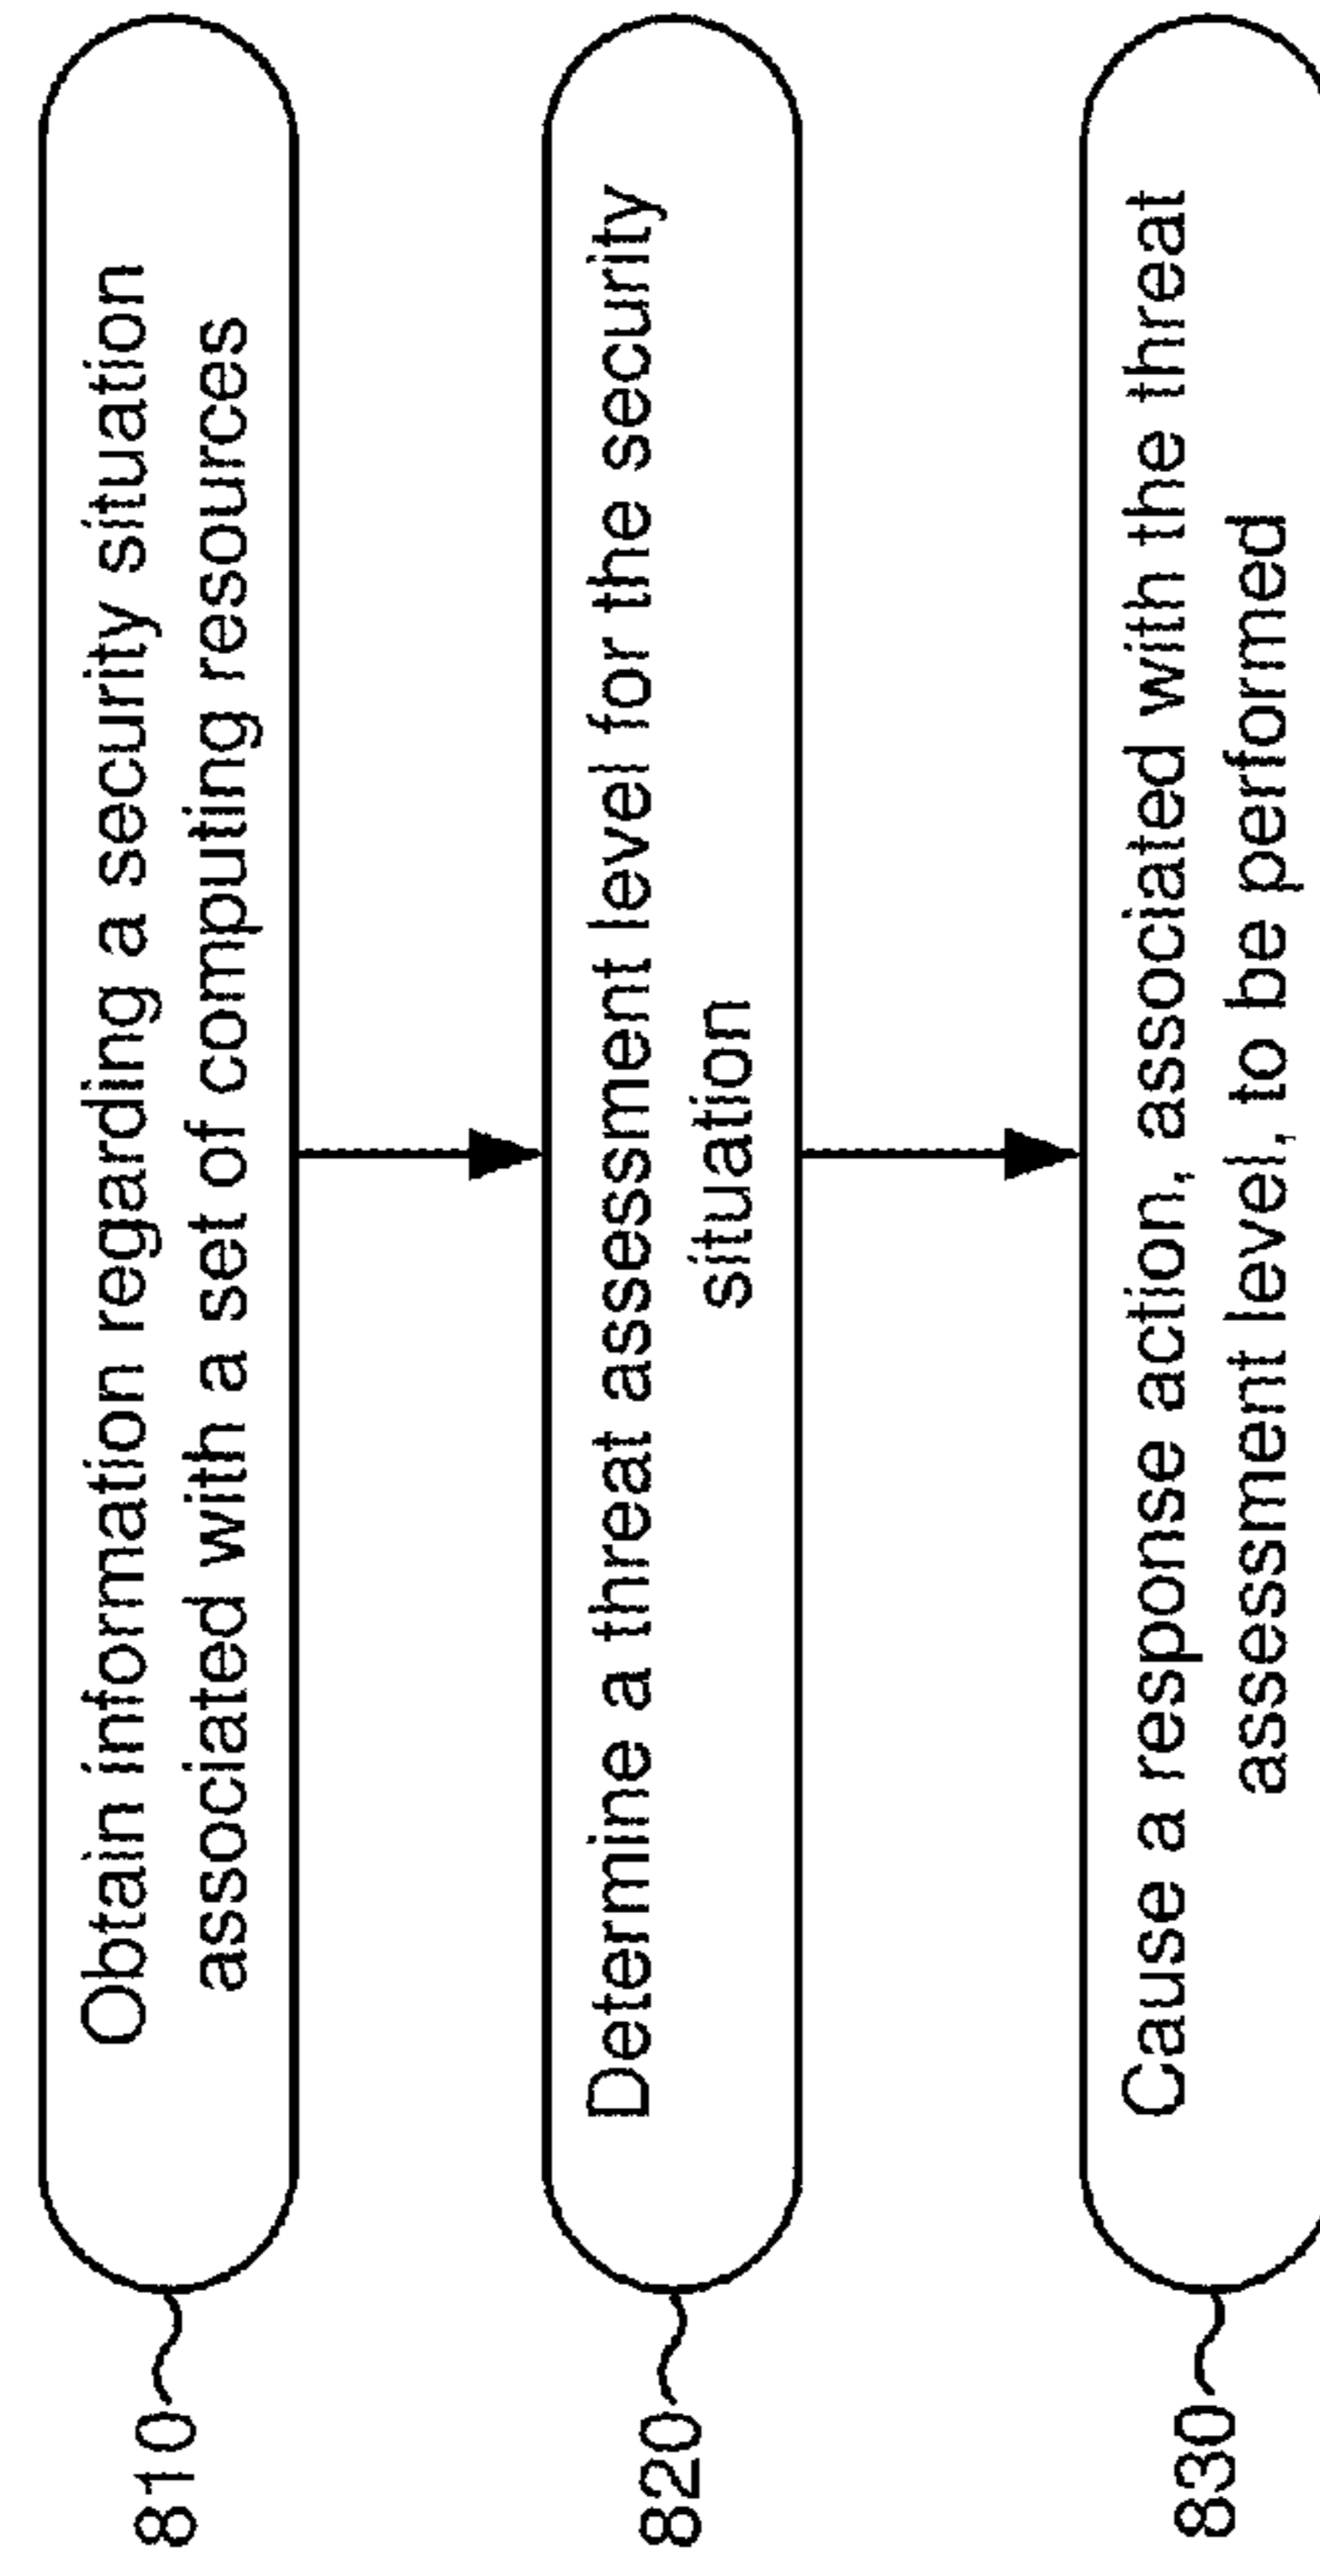 810
Obtain information regarding a security situation
associated with a set of computing resources
820
Determine a threat assessment level for the security
situation
830
Cause a response action, associated with the threat
assessment level, to be performed